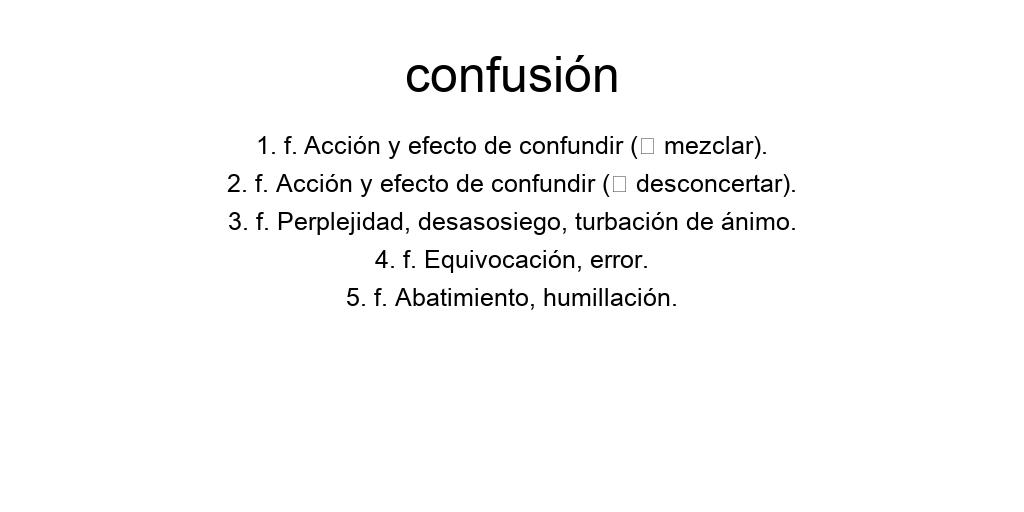 confusión
1. f. Acción y efecto de confundir (▯ mezclar).
2. f. Acción y efecto de confundir (▯ desconcertar).
3. f. Perplejidad, desasosiego, turbación de ánimo.
4. f. Equivocación, error.
5. f. Abatimiento, humillación.